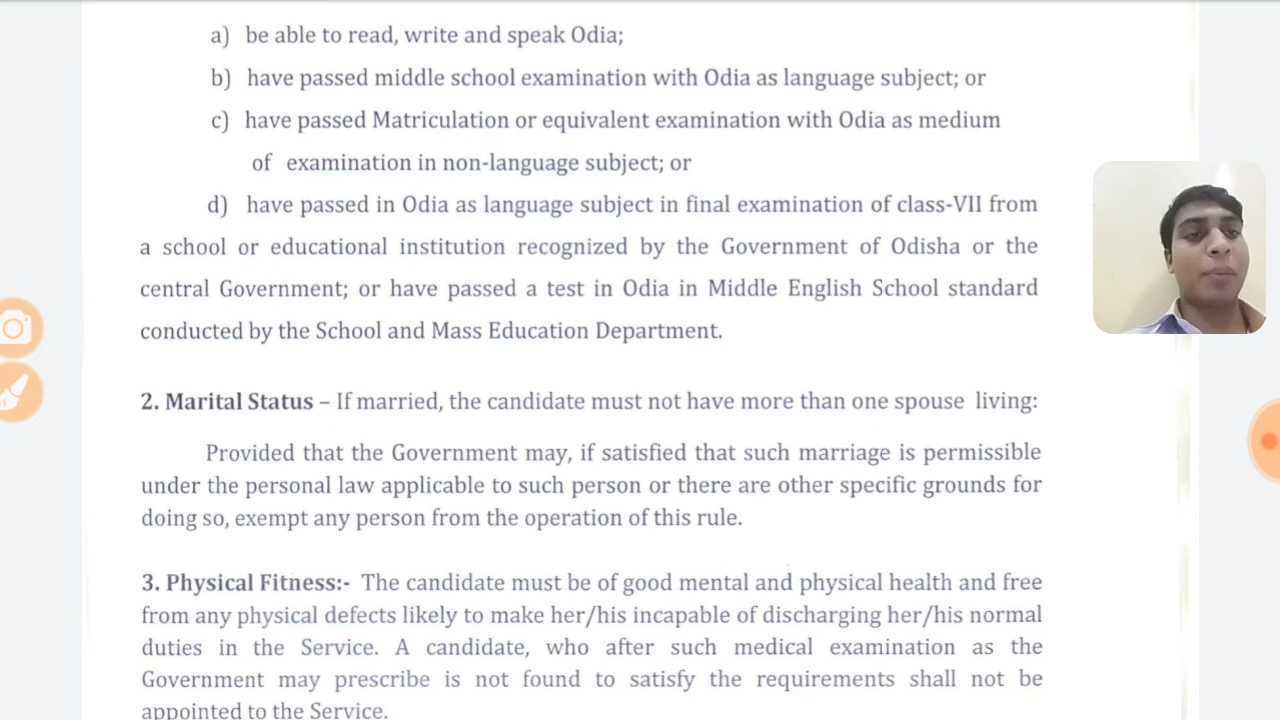 a) be able to read, write and speak Odia;
b) have passed middle school examination with Odia as language subject; or
c) have passed Matriculation or equivalent examination with Odia as medium
of examination in non-language subject; or
d) have passed in Odia as language subject in final examination of class-VII from
a school or educational institution recognized by the Government of Odisha or the
central Government; or have passed a test in Odia in Middle English School standard
conducted by the School and Mass Education Department.
2. Marital Status – If married, the candidate must not have more than one spouse living:
Provided that the Government may, if satisfied that such marriage is permissible
under the personal law applicable to such person or there are other specific grounds for
doing so, exempt any person from the operation of this rule.
3. Physical Fitness:- The candidate must be of good mental and physical health and free
from any physical defects likely to make her/his incapable of discharging her/his normal
duties in the Service. A candidate, who after such medical examination as the
Government may prescribe is not found to satisfy the requirements shall not be
appointed to the Service.